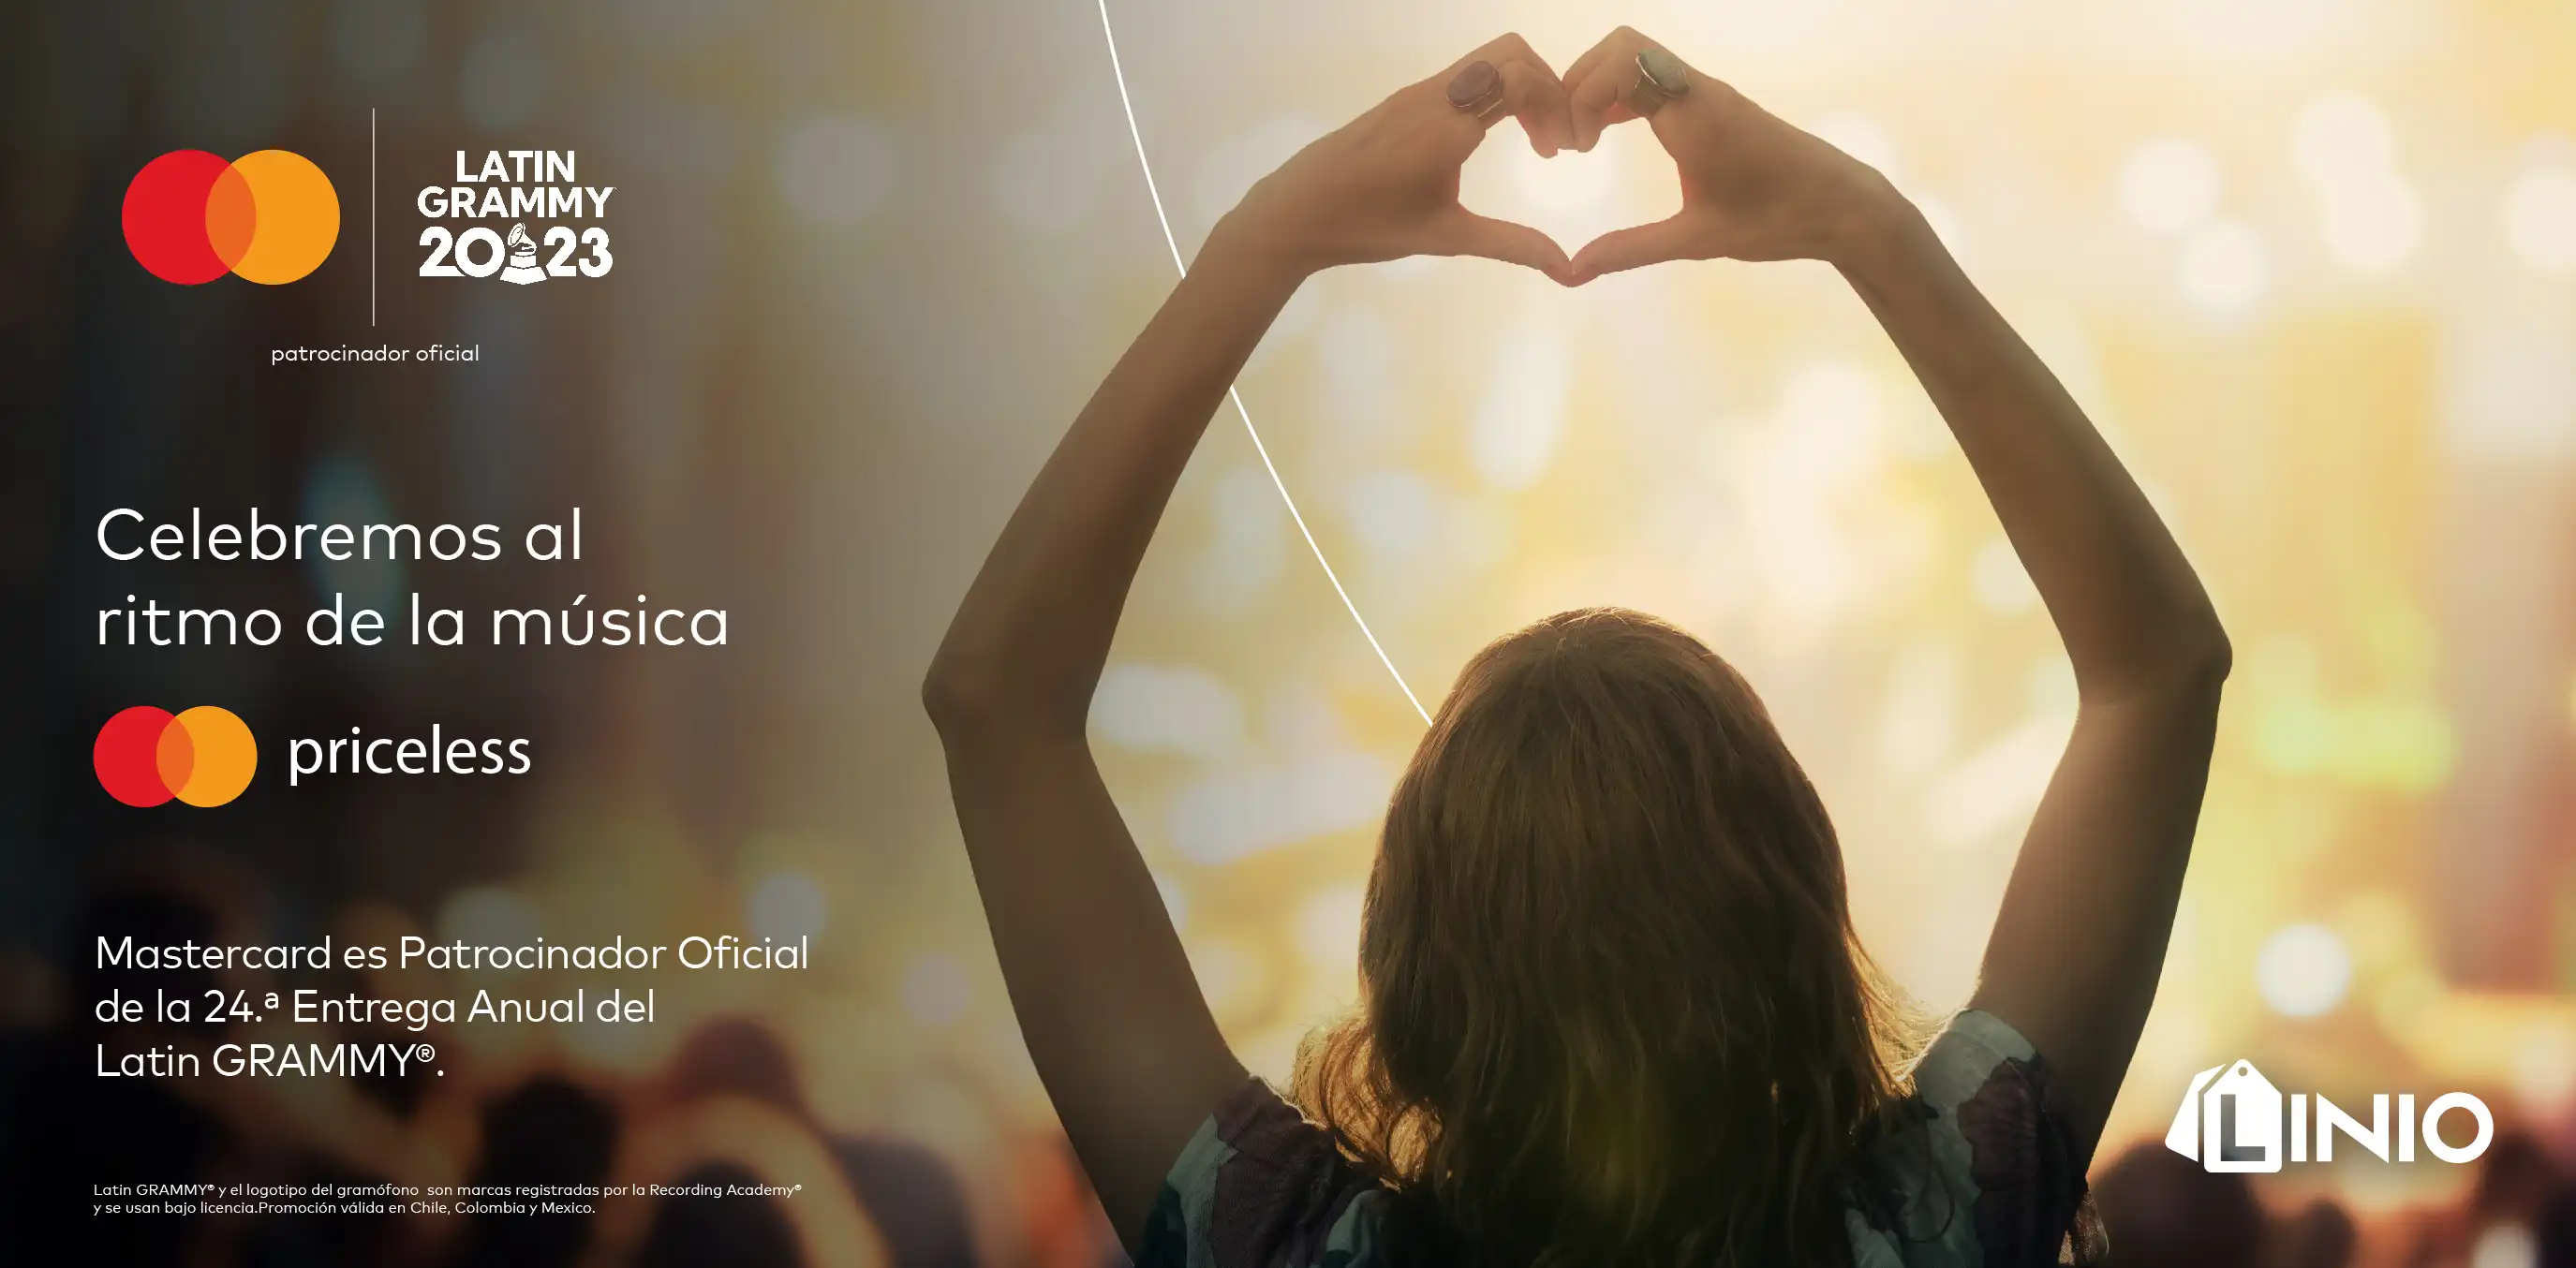 LATIN
GRAMMY
2023
patrocinador oficial
Celebremos al
ritmo de la música
priceless
Mastercard es Patrocinador Oficial
de la 24.ª Entrega Anual del
Latin GRAMMY®.
LINIO
Latin GRAMMY® y el logotipo del gramófono son marcas registradas por la Recording Academy®
y se usan bajo licencia.Promoción válida en Chile, Colombia y Mexico.